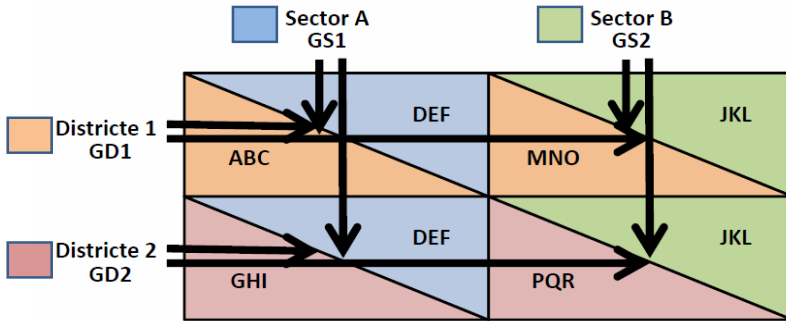 Sector A
GS1
Sector B
GS2
Districte 1
GD1
DEF
JKL
ABC
MNO
Districte 2
GD2
DEF
JKL
GHI
PQR